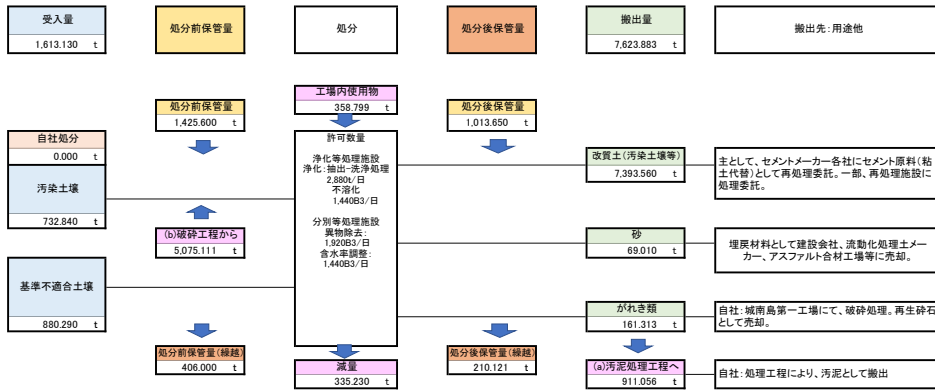 受入量
1,613.130 t
処分前保管量
処分
処分後保管量
搬出量
7,623.883 t
搬出先:用途他
処分前保管量
1,425.600 t
工場内使用物
358.799 t
処分後保管量
1,013.650 t
自社処分
0.000 t
汚染土壌
732.840 t
(b)破砕工程から
5,075.111 t
基準不適合土壌
880.290 t
許可数量
浄化等処理施設
浄化:抽出-洗浄処理
2,880t/日
不溶化
1,440B3/日
分別等処理施設
異物除去:
1,920B3/日
含水率調整:
1,440B3/日
改質土(汚染土壌等)
7,393.560 t
主として、セメントメーカー各社にセメント原料(粘
土代替)として再処理委託。一部、再処理施設に
処理委託。
砂
69.010 t
埋戻材料として建設会社、流動化処理土メー
カー、アスファルト合材工場等に売却。
がれき類
161.313 t
自社:城南島第一工場にて、破砕処理。再生砕石
として売却。
処分前保管量(繰越)
406.000 t
減量
335.230 t
処分後保管量(繰越)
210.121 t
(a)汚泥処理工程へ
911.056 t
自社:処理工程により、汚泥として搬出